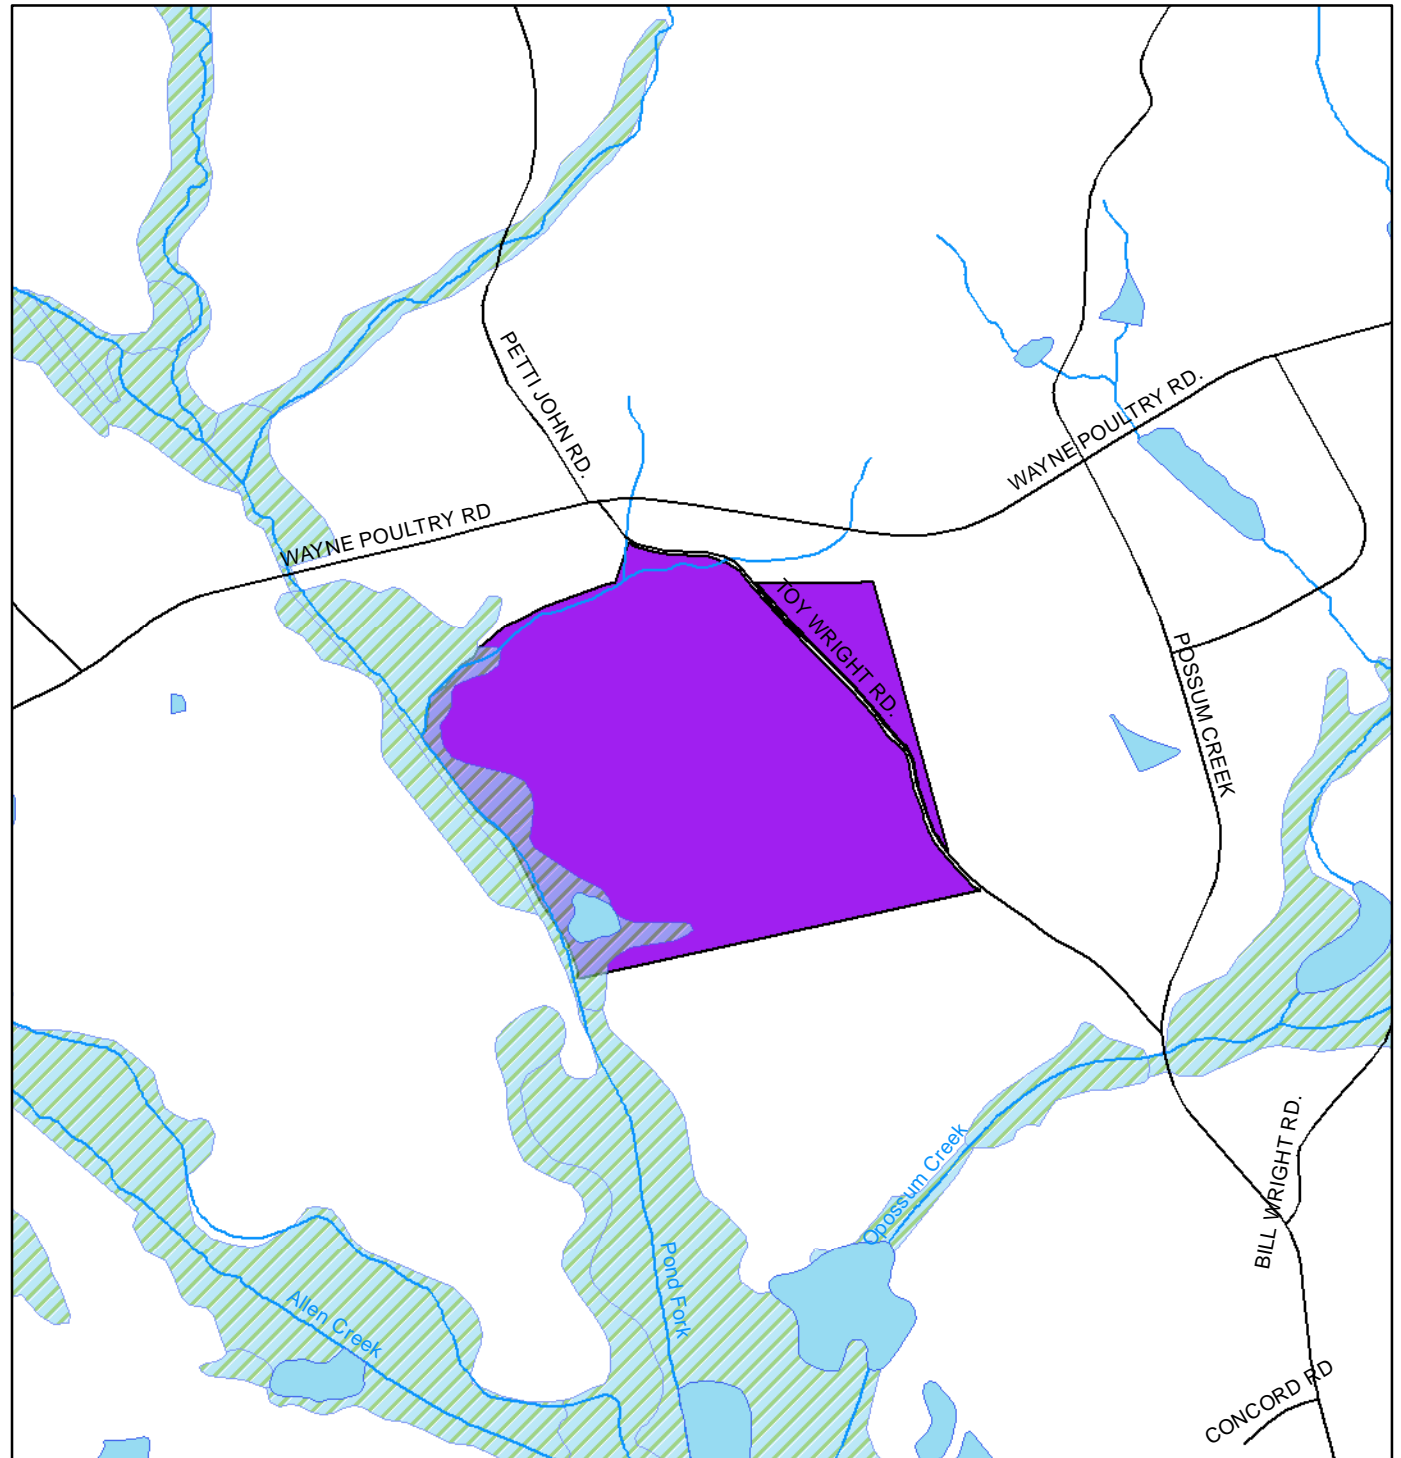 PETTI JOHN RD.
WAYNE POULTRY RD.
WAYNE POULTRY RD
TOY WRIGHT RD.
POSSUM CREEK
Opossum Creek
BILL WRIGHT RD.
Pond Fork
Allen Creek
CONCORD RD